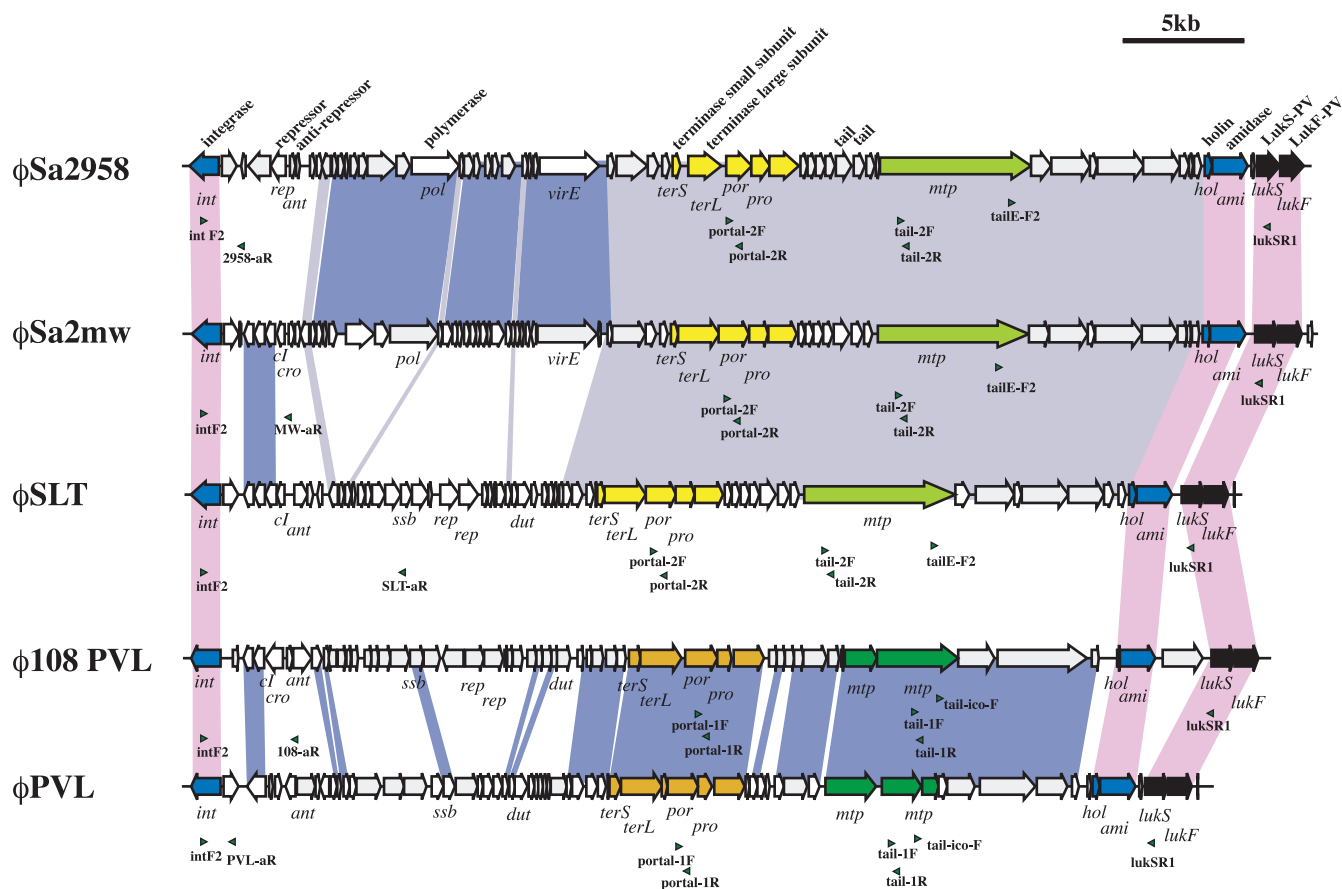 5kb
integrase
repressor
anti-repressor
polymerase
terminase small subunit
terminase large subunit
tail
tail
holin
amidase
LukS-PV
LukF-PV
φSa2958
int
rep
ant
pol
virE
terS
terL
por
pro
mtp
hol
ami
lukS
lukF
int F2
2958-aR
portal-2F
portal-2R
tail-2F
tail-2R
tailE-F2
lukSR1
φSa2mw
int
cI
cro
pol
virE
terS
terL
por
pro
mtp
hol
ami
lukS
lukF
intF2
MW-aR
portal-2F
portal-2R
tail-2F
tail-2R
tailE-F2
lukSR1
φSLT
int
cI
ant
ssb
rep
rep
dut
terS
terL
por
pro
mtp
hol
ami
lukS
lukF
intF2
SLT-aR
portal-2F
portal-2R
tail-2F
tail-2R
tailE-F2
lukSR1
φ108 PVL
int
cI
cro
ant
ssb
rep
rep
dut
terS
terL
por
pro
mtp
mtp
hol
ami
lukS
lukF
intF2
108-aR
portal-1F
portal-1R
tail-1F
tail-1R
tail-ico-F
lukSR1
φPVL
int
ant
ssb
dut
terS
terL
por
pro
mtp
mtp
hol
ami
lukS
lukF
intF2
PVL-aR
portal-1F
portal-1R
tail-1F
tail-1R
tail-ico-F
lukSR1